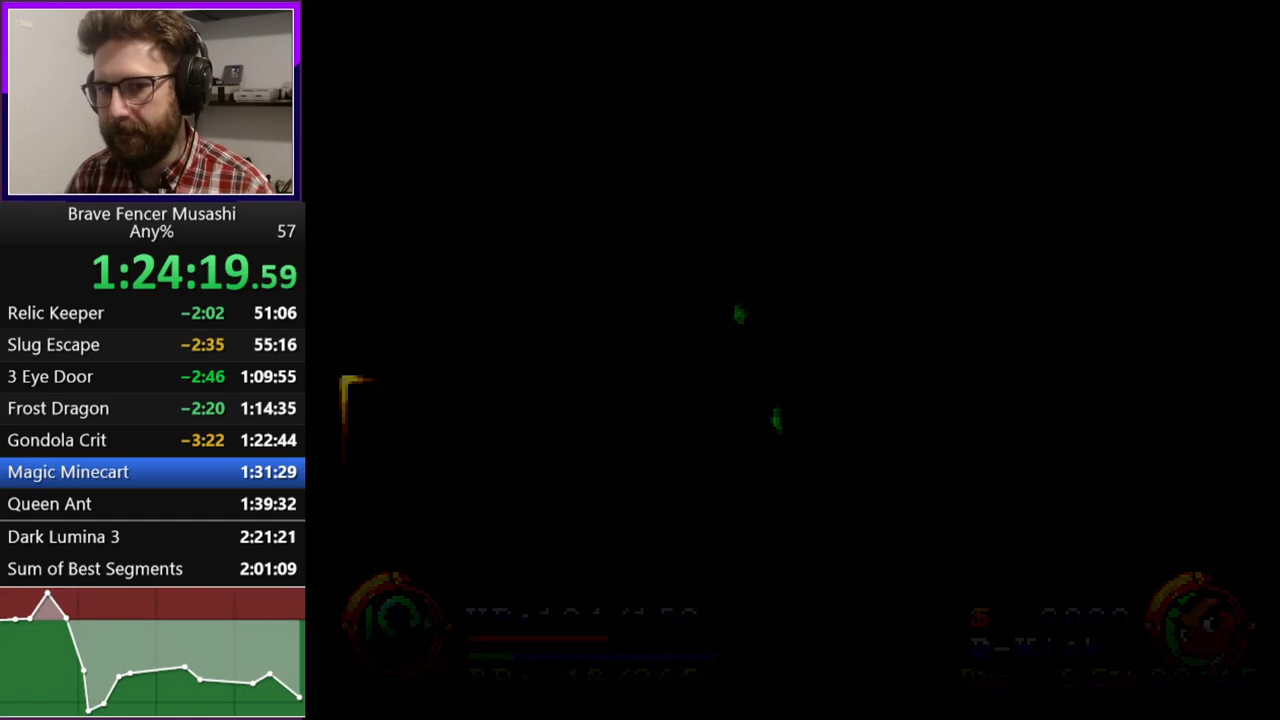 Brave Fencer Musashi
Any% 57
1:24:19.59
Relic Keeper -2:02 51:06
Slug Escape -2:35 55:16
3 Eye Door -2:46 1:09:55
Frost Dragon -2:20 1:14:35
Gondola Crit -3:22 1:22:44
Magic Minecart 1:31:29
Queen Ant 1:39:32
Dark Lumina 3 2:21:21
Sum of Best Segments 2:01:09